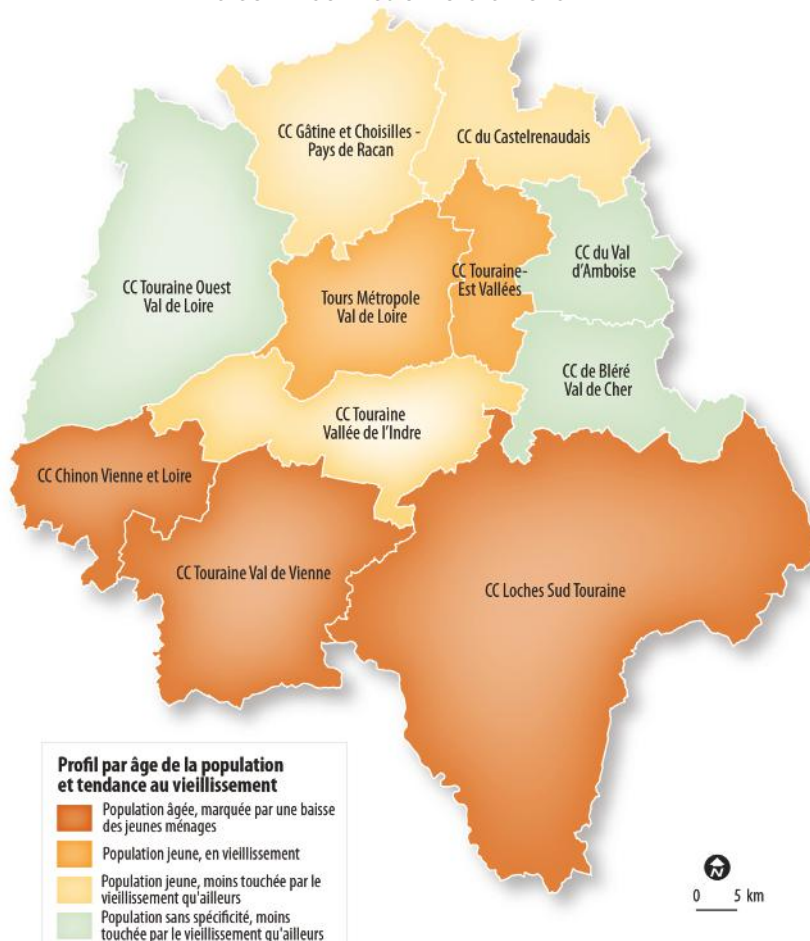 CC Gâtine et Choisilles -
Pays de Racan
CC du Castelrenaudais
CC Touraine Ouest
Val de Loire
Tours Métropole
Val de Loire
CC Touraine-
Est Vallées
CC du Val
d'Amboise
CC de Bléré
Val de Cher
CC Touraine
Vallée de l'Indre
CC Chinon Vienne et Loire
CC Touraine Val de Vienne
CC Loches Sud Touraine
Profil par âge de la population
et tendance au vieillissement
Population âgée, marquée par une baisse
des jeunes ménages
Population jeune, en vieillissement
Population jeune, moins touchée par le
vieillissement qu'ailleurs
Population sans spécificité, moins
touchée par le vieillissement qu'ailleurs
N
0 5 km